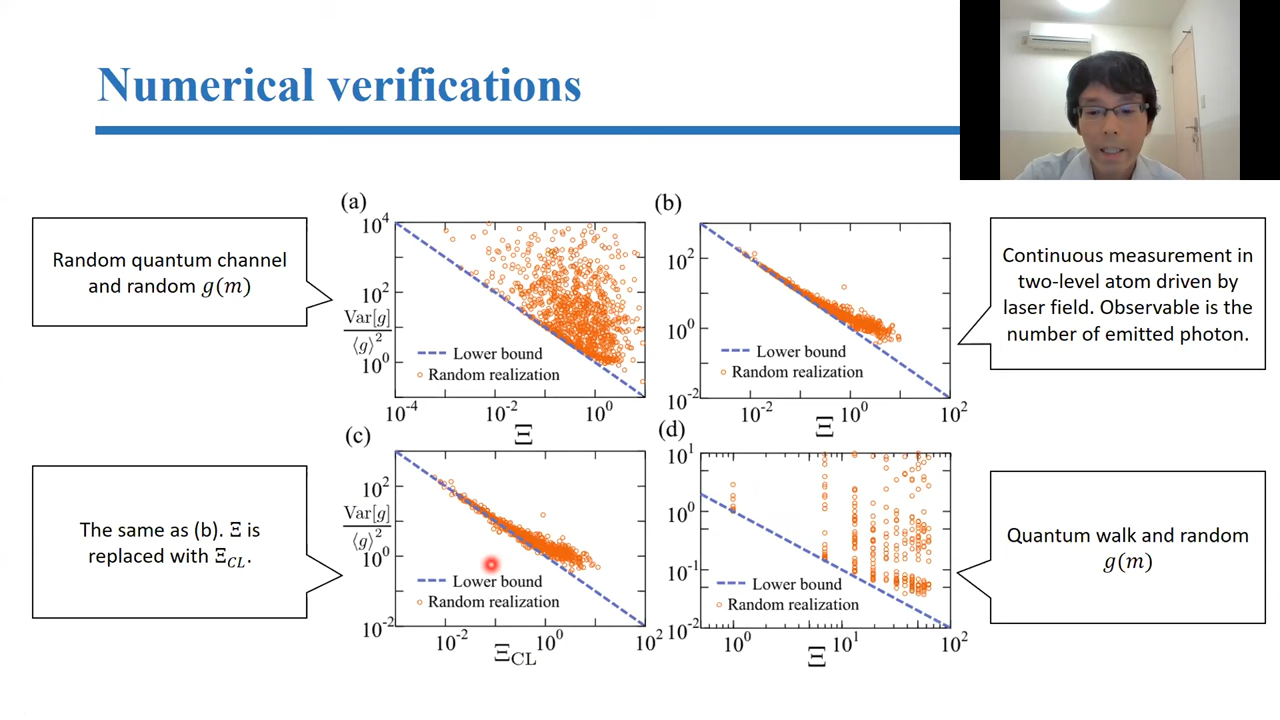 Numerical verifications
Random quantum channel
and random g(m)
(a)
10^4
10^2
10^0
Var[g]
⟨g⟩^2
Lower bound
Random realization
10^-4
10^-2
10^0
Ξ
(b)
10^2
10^0
10^-2
Lower bound
Random realization
10^-2
10^0
10^2
Ξ
Continuous measurement in
two-level atom driven by
laser field. Observable is the
number of emitted photon.
The same as (b). Ξ is
replaced with Ξ_CL.
(c)
10^2
10^0
10^-2
Var[g]
⟨g⟩^2
Lower bound
Random realization
10^-2
10^0
10^2
Ξ_CL
(d)
10^1
10^0
10^-1
10^-2
Lower bound
Random realization
10^0
10^1
10^2
Ξ
Quantum walk and random
g(m)